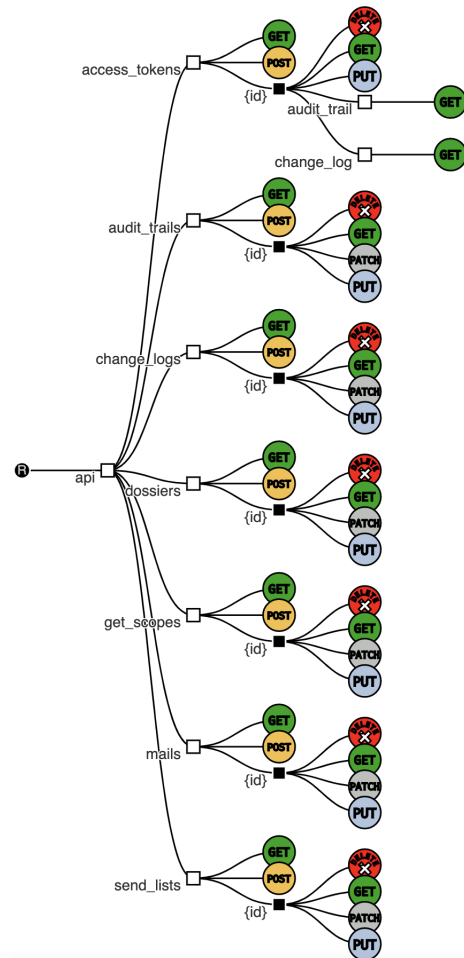 GET
POST
access_tokens
{id}
DELETE
GET
PUT
audit_trail
GET
change_log
GET
GET
POST
audit_trails
{id}
DELETE
GET
PATCH
PUT
GET
POST
change_logs
{id}
DELETE
GET
PATCH
PUT
R
api
GET
POST
dossiers
{id}
DELETE
GET
PATCH
PUT
GET
POST
get_scopes
{id}
DELETE
GET
PATCH
PUT
GET
POST
mails
{id}
DELETE
GET
PATCH
PUT
GET
POST
send_lists
{id}
DELETE
GET
PATCH
PUT